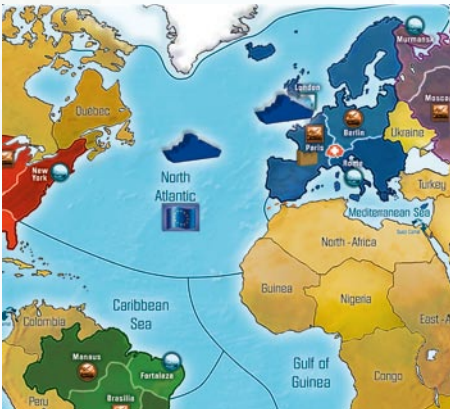 Murmansk
London
Quebec
Moscow
Berlin
Ukraine
Paris
Rome
New
York
North
Atlantic
Turkey
Mediterranean Sea
Suez Canal
North-Africa
Guinea
Nigeria
East-A
Caribbean
Sea
Colombia
Manaus
Fortaleza
Gulf of
Guinea
Congo
Peru
Brasilia